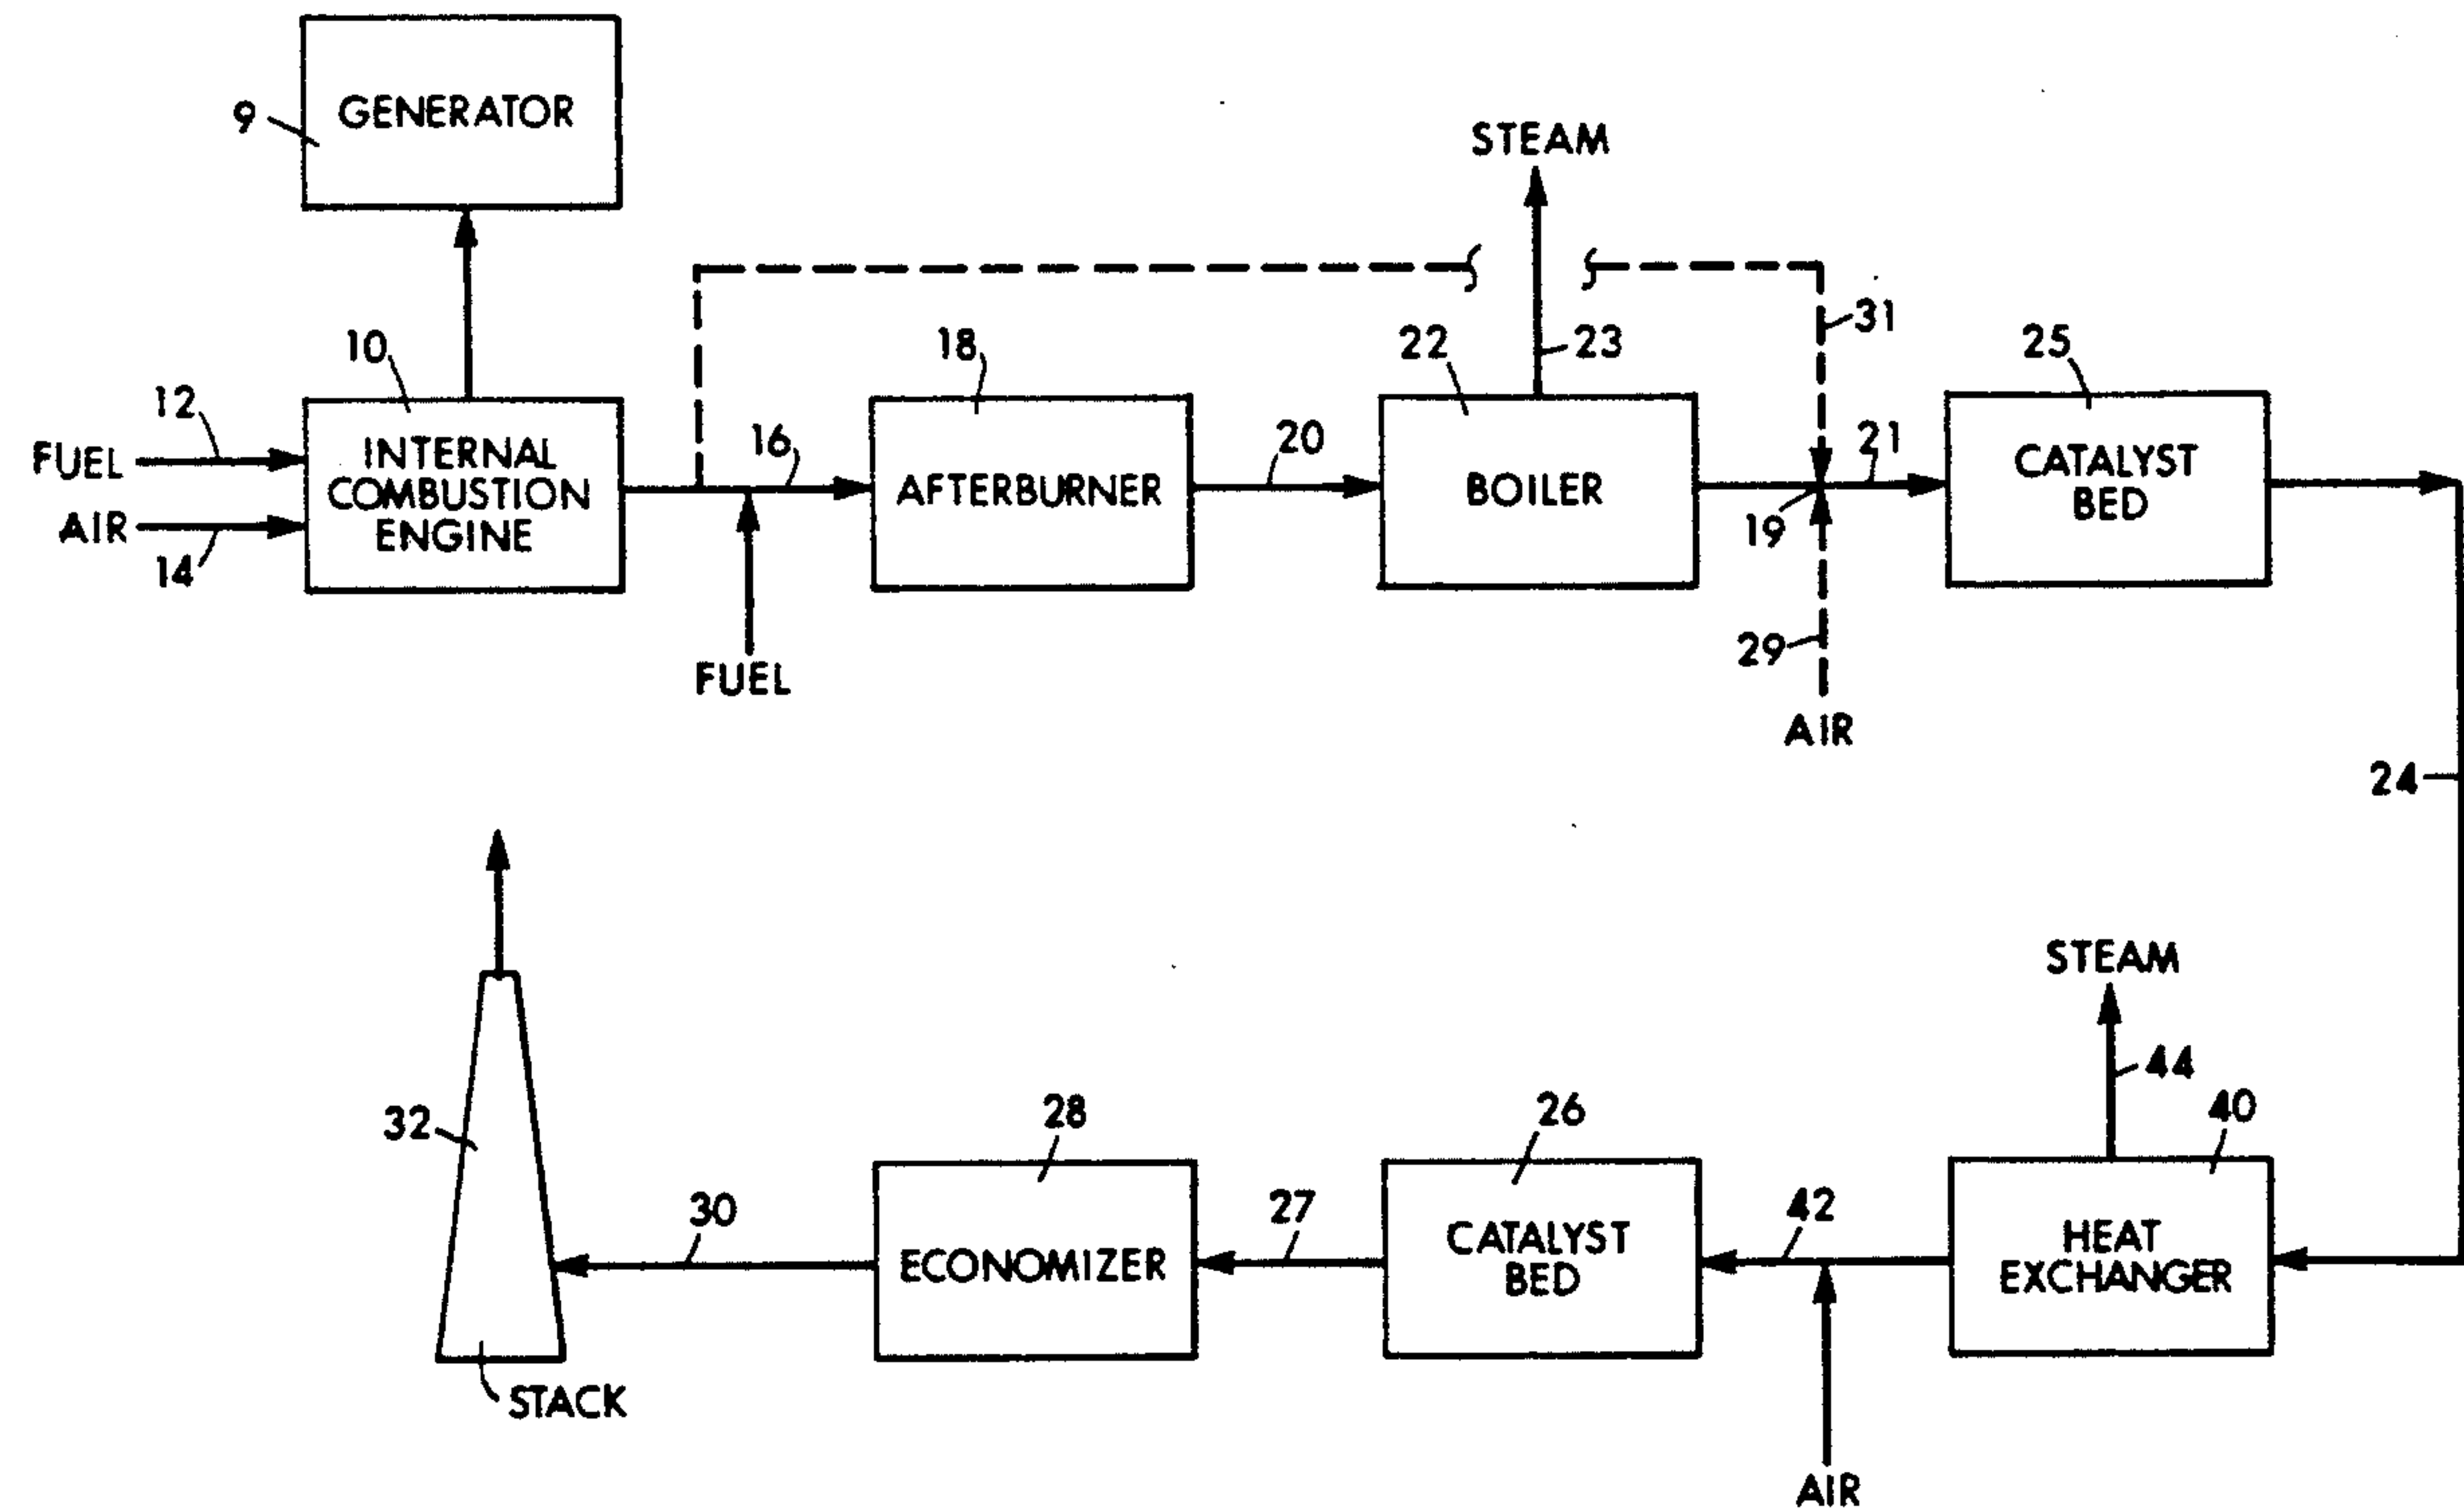 GENERATOR
9
STEAM
10
18
22
23
31
25
12
FUEL
INTERNAL
COMBUSTION
ENGINE
16
AFTERBURNER
20
BOILER
19
21
CATALYST
BED
AIR
14
FUEL
29
AIR
24
STEAM
44
40
32
28
26
30
ECONOMIZER
27
CATALYST
BED
42
HEAT
EXCHANGER
STACK
AIR